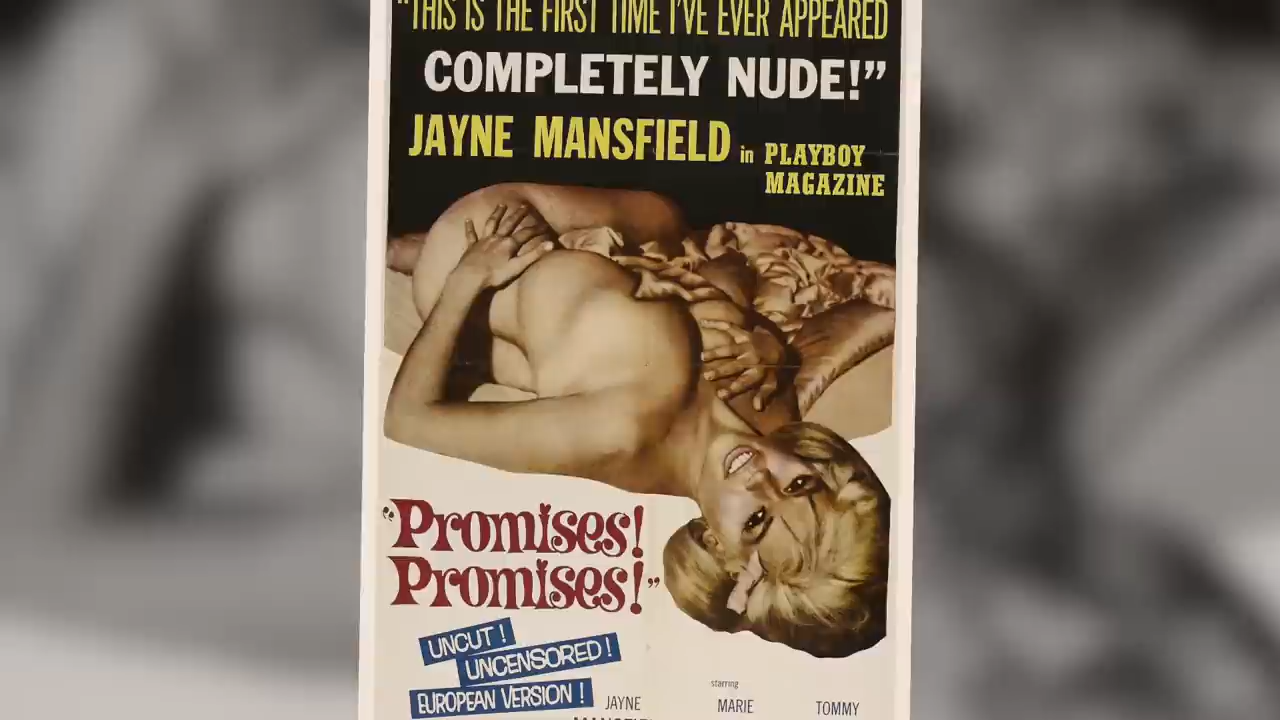 "THIS IS THE FIRST TIME I'VE EVER APPEARED
COMPLETELY NUDE!"
JAYNE MANSFIELD in PLAYBOY
MAGAZINE
"Promises!
Promises!"
UNCUT!
UNCENSORED!
EUROPEAN VERSION!
starring
JAYNE MARIE TOMMY
MANSFIELD